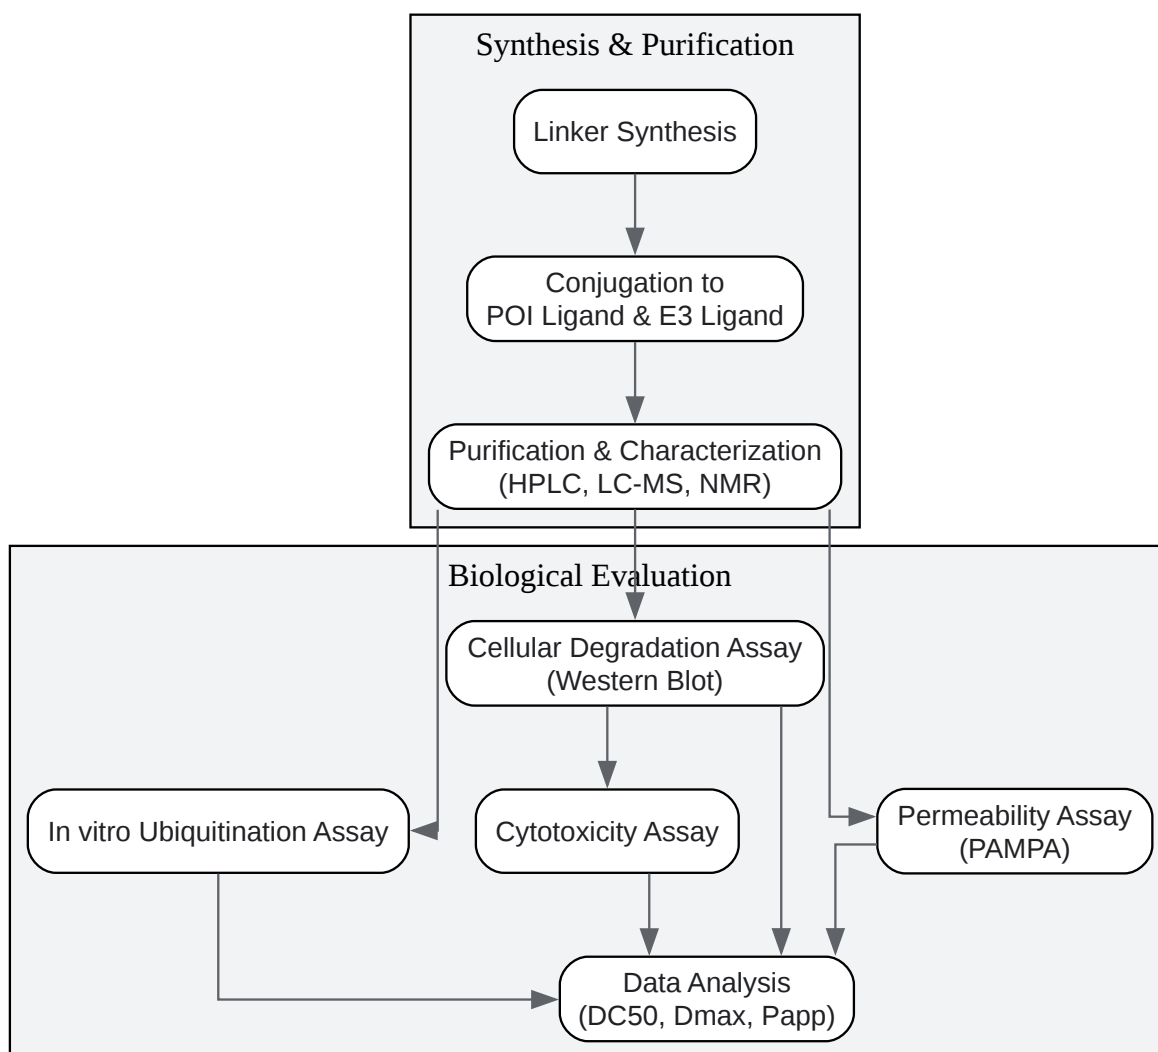 Synthesis & Purification
Linker Synthesis
Conjugation to
POI Ligand & E3 Ligand
Purification & Characterization
(HPLC, LC-MS, NMR)
Biological Evaluation
Cellular Degradation Assay
(Western Blot)
In vitro Ubiquitination Assay
Cytotoxicity Assay
Permeability Assay
(PAMPA)
Data Analysis
(DC50, Dmax, Papp)